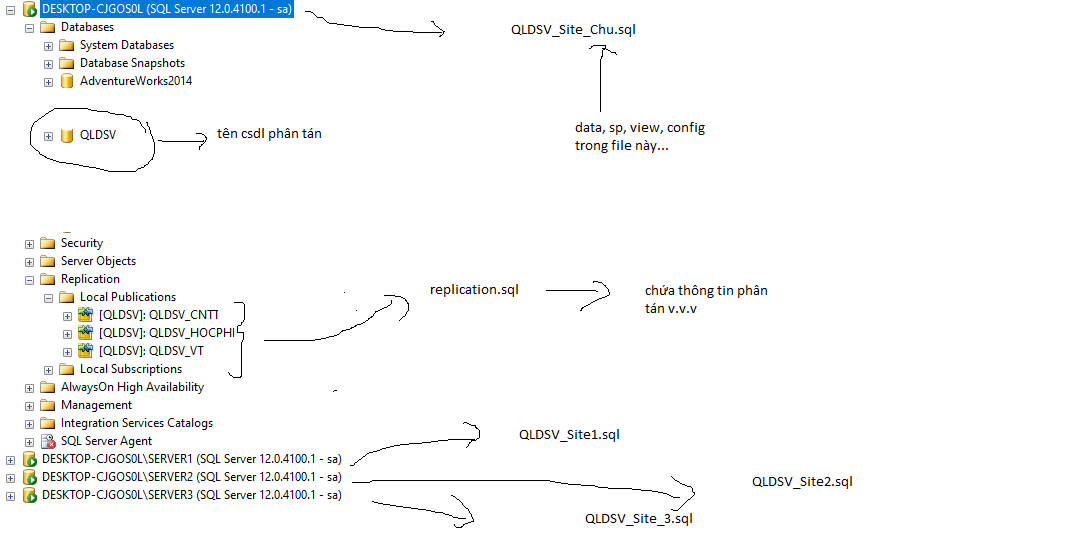 DESKTOP-CJGOS0L (SQL Server 12.0.4100.1 - sa)
QLDSV_Site_Chu.sql
Databases
System Databases
Database Snapshots
AdventureWorks2014
QLDSV
tên csdl phân tán
data, sp, view, config
trong file này...
Security
Server Objects
Replication
Local Publications
[QLDSV]: QLDSV_CNTT
[QLDSV]: QLDSV_HOCPHI
[QLDSV]: QLDSV_VT
Local Subscriptions
replication.sql
chứa thông tin phân
tán v.v.v
AlwaysOn High Availability
Management
Integration Services Catalogs
SQL Server Agent
DESKTOP-CJGOS0L\SERVER1 (SQL Server 12.0.4100.1 - sa)
DESKTOP-CJGOS0L\SERVER2 (SQL Server 12.0.4100.1 - sa)
DESKTOP-CJGOS0L\SERVER3 (SQL Server 12.0.4100.1 - sa)
QLDSV_Site1.sql
QLDSV_Site2.sql
QLDSV_Site_3.sql